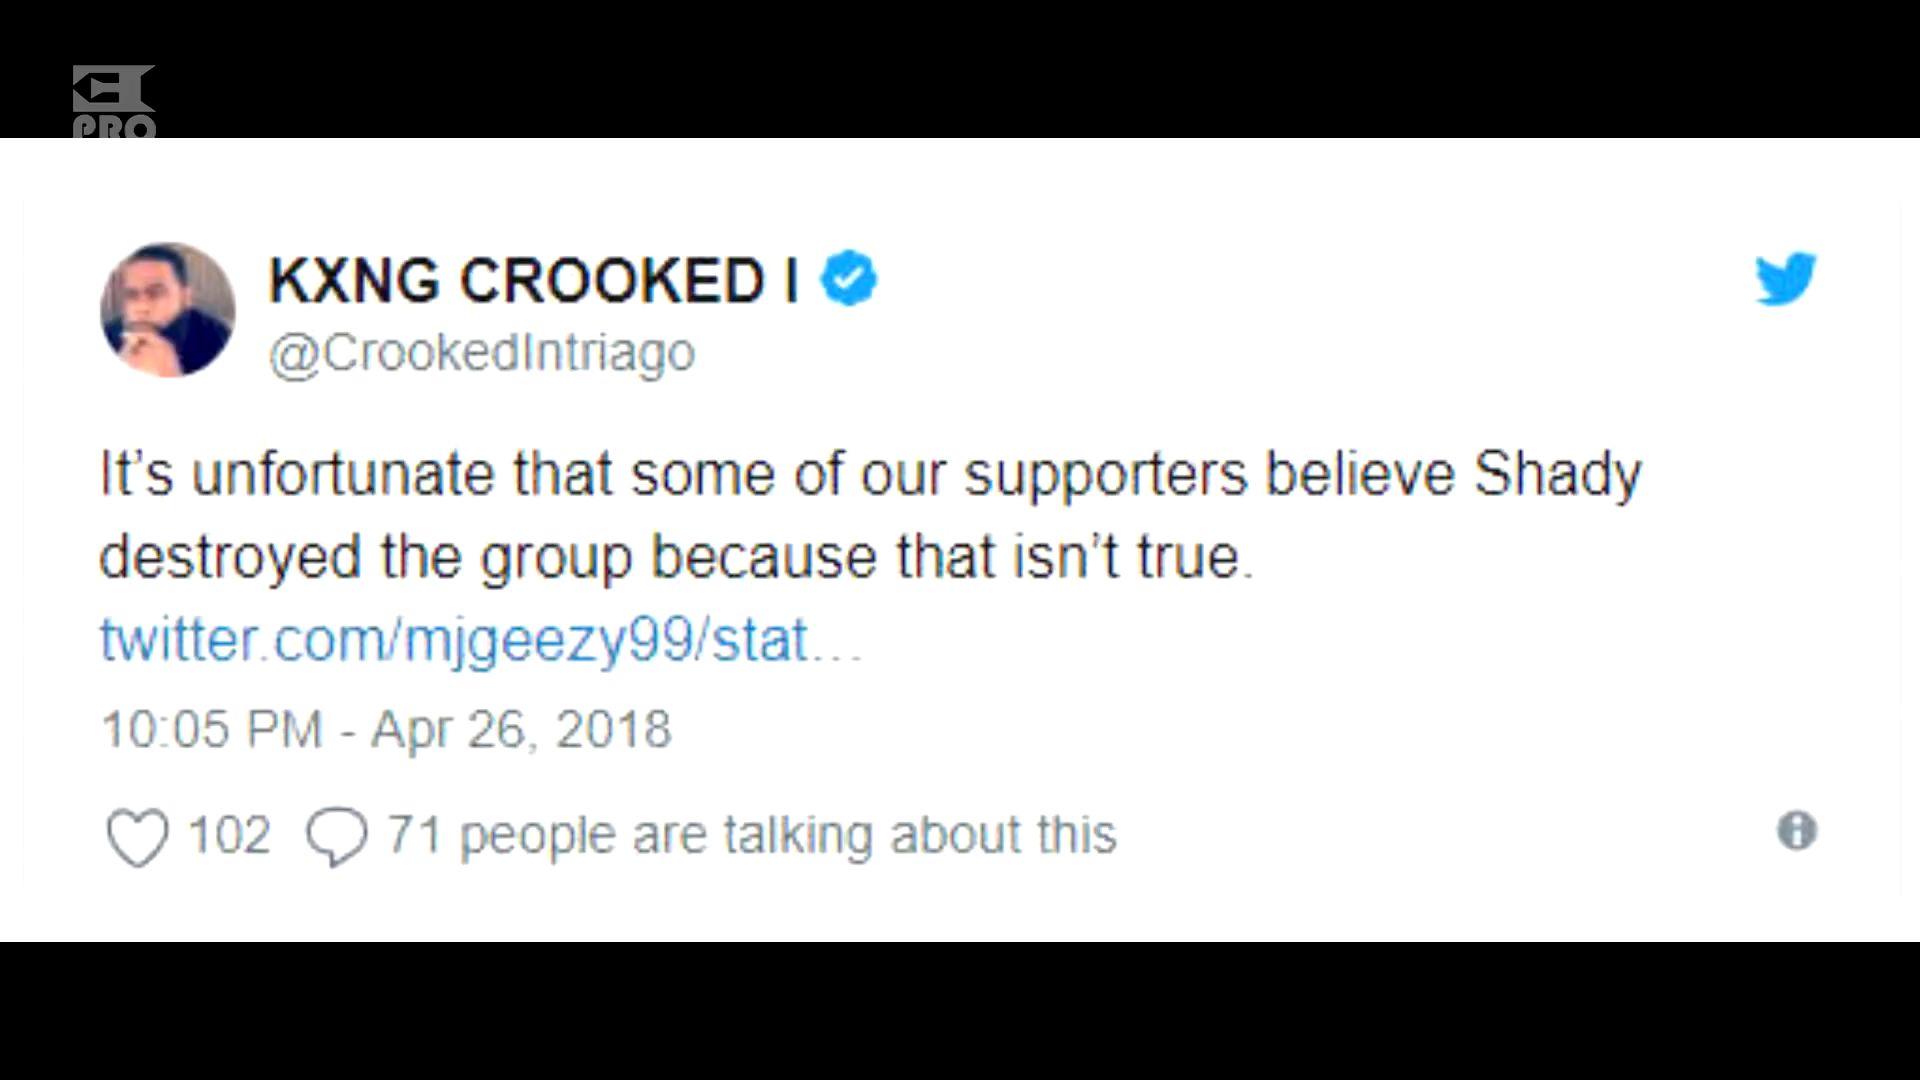 PRO
KXNG CROOKED I
@CrookedIntriago
It’s unfortunate that some of our supporters believe Shady
destroyed the group because that isn’t true.
twitter.com/mjgeezy99/stat…
10:05 PM - Apr 26, 2018
102 71 people are talking about this